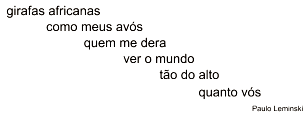 girafas africanas
como meus avós
quem me dera
ver o mundo
tão do alto
quanto vós
Paulo Leminski